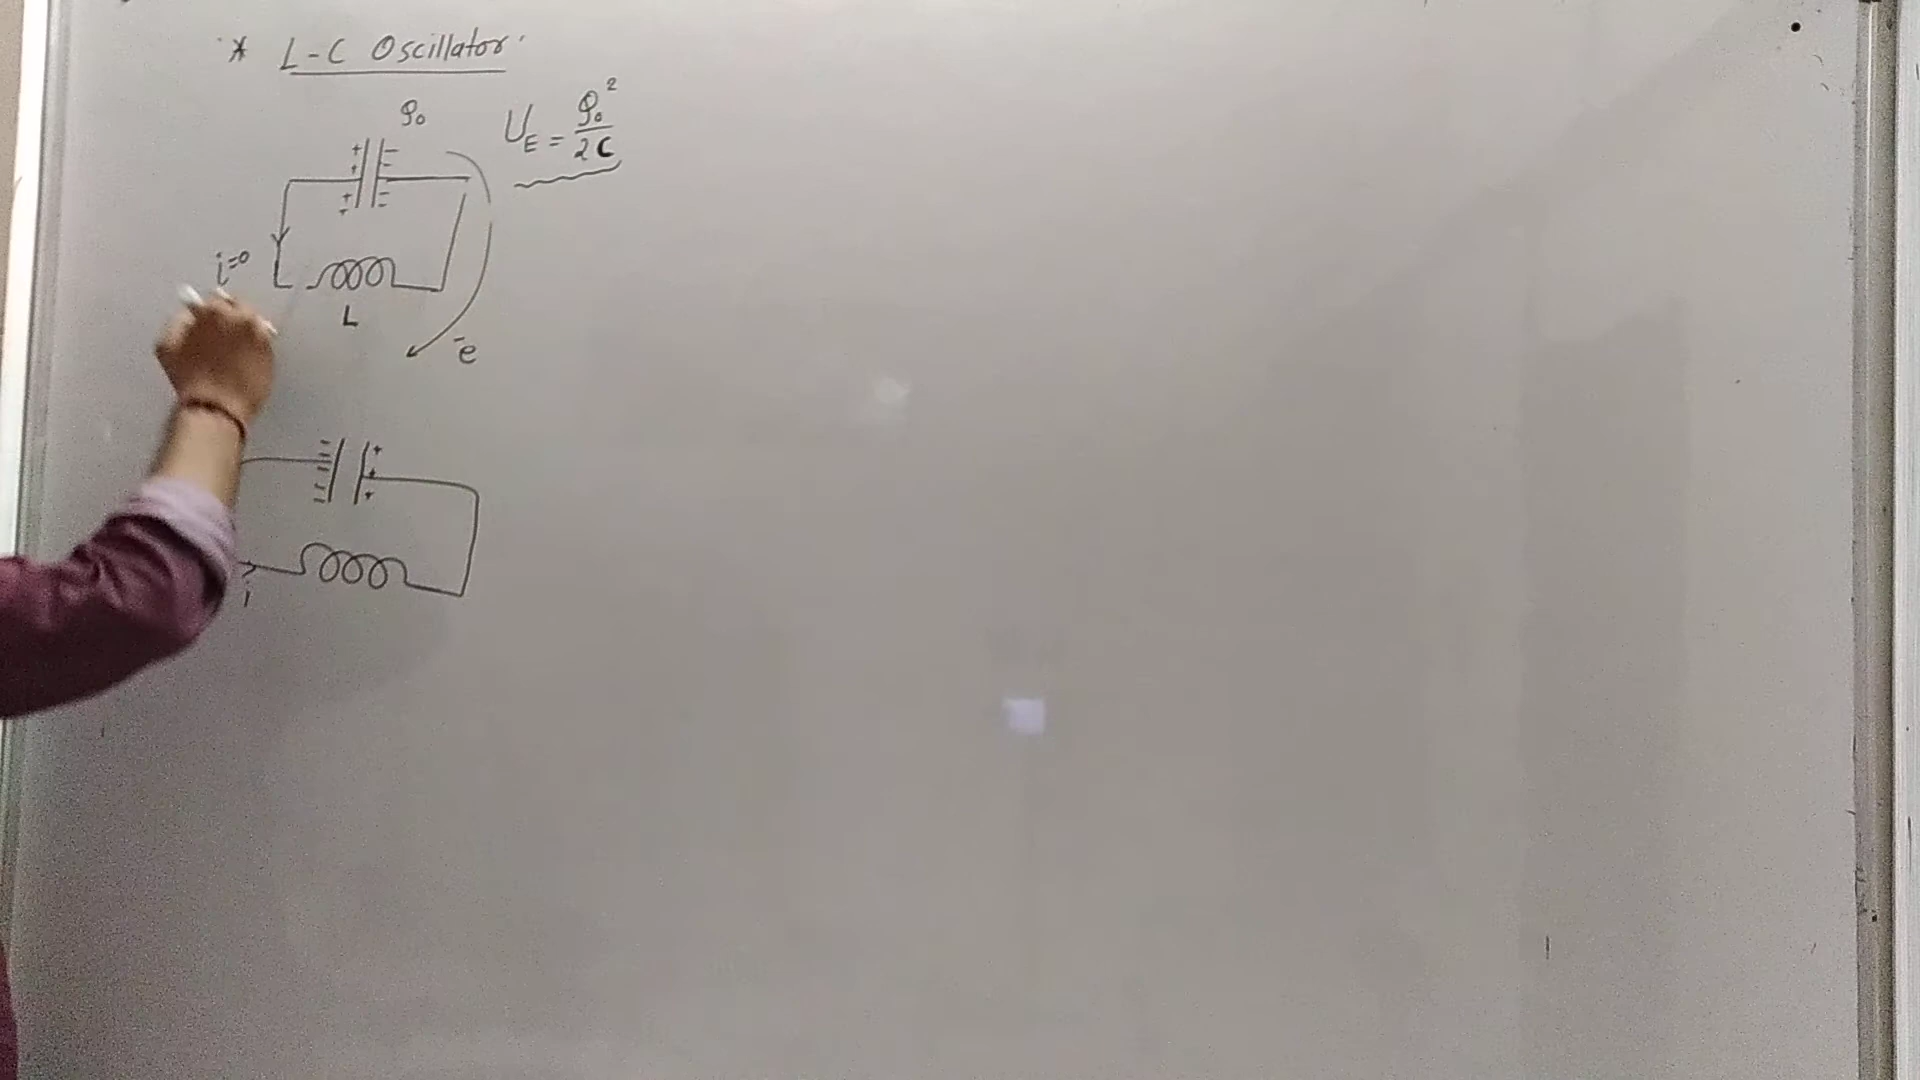 * L-C Oscillator
q₀
U_E = q₀²/2C
i=0
L
-e
i